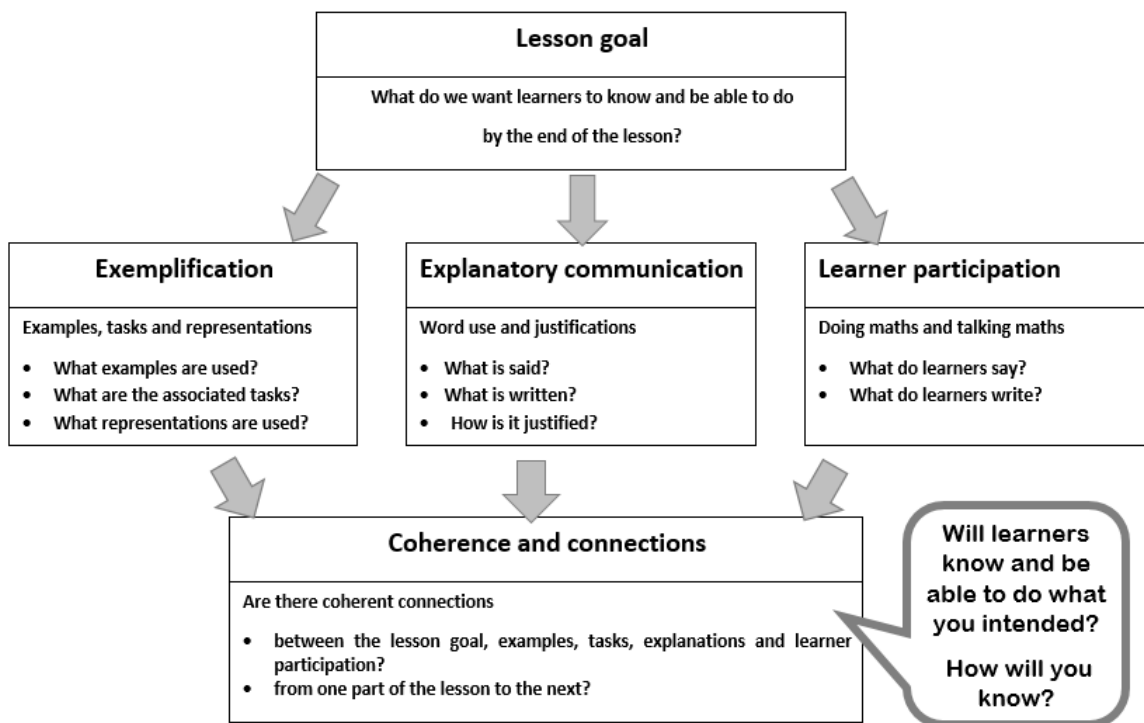 Lesson goal
What do we want learners to know and be able to do
by the end of the lesson?
Exemplification
Examples, tasks and representations
• What examples are used?
• What are the associated tasks?
• What representations are used?
Explanatory communication
Word use and justifications
• What is said?
• What is written?
• How is it justified?
Learner participation
Doing maths and talking maths
• What do learners say?
• What do learners write?
Coherence and connections
Are there coherent connections
• between the lesson goal, examples, tasks, explanations and learner
participation?
• from one part of the lesson to the next?
Will learners
know and be
able to do what
you intended?
How will you
know?